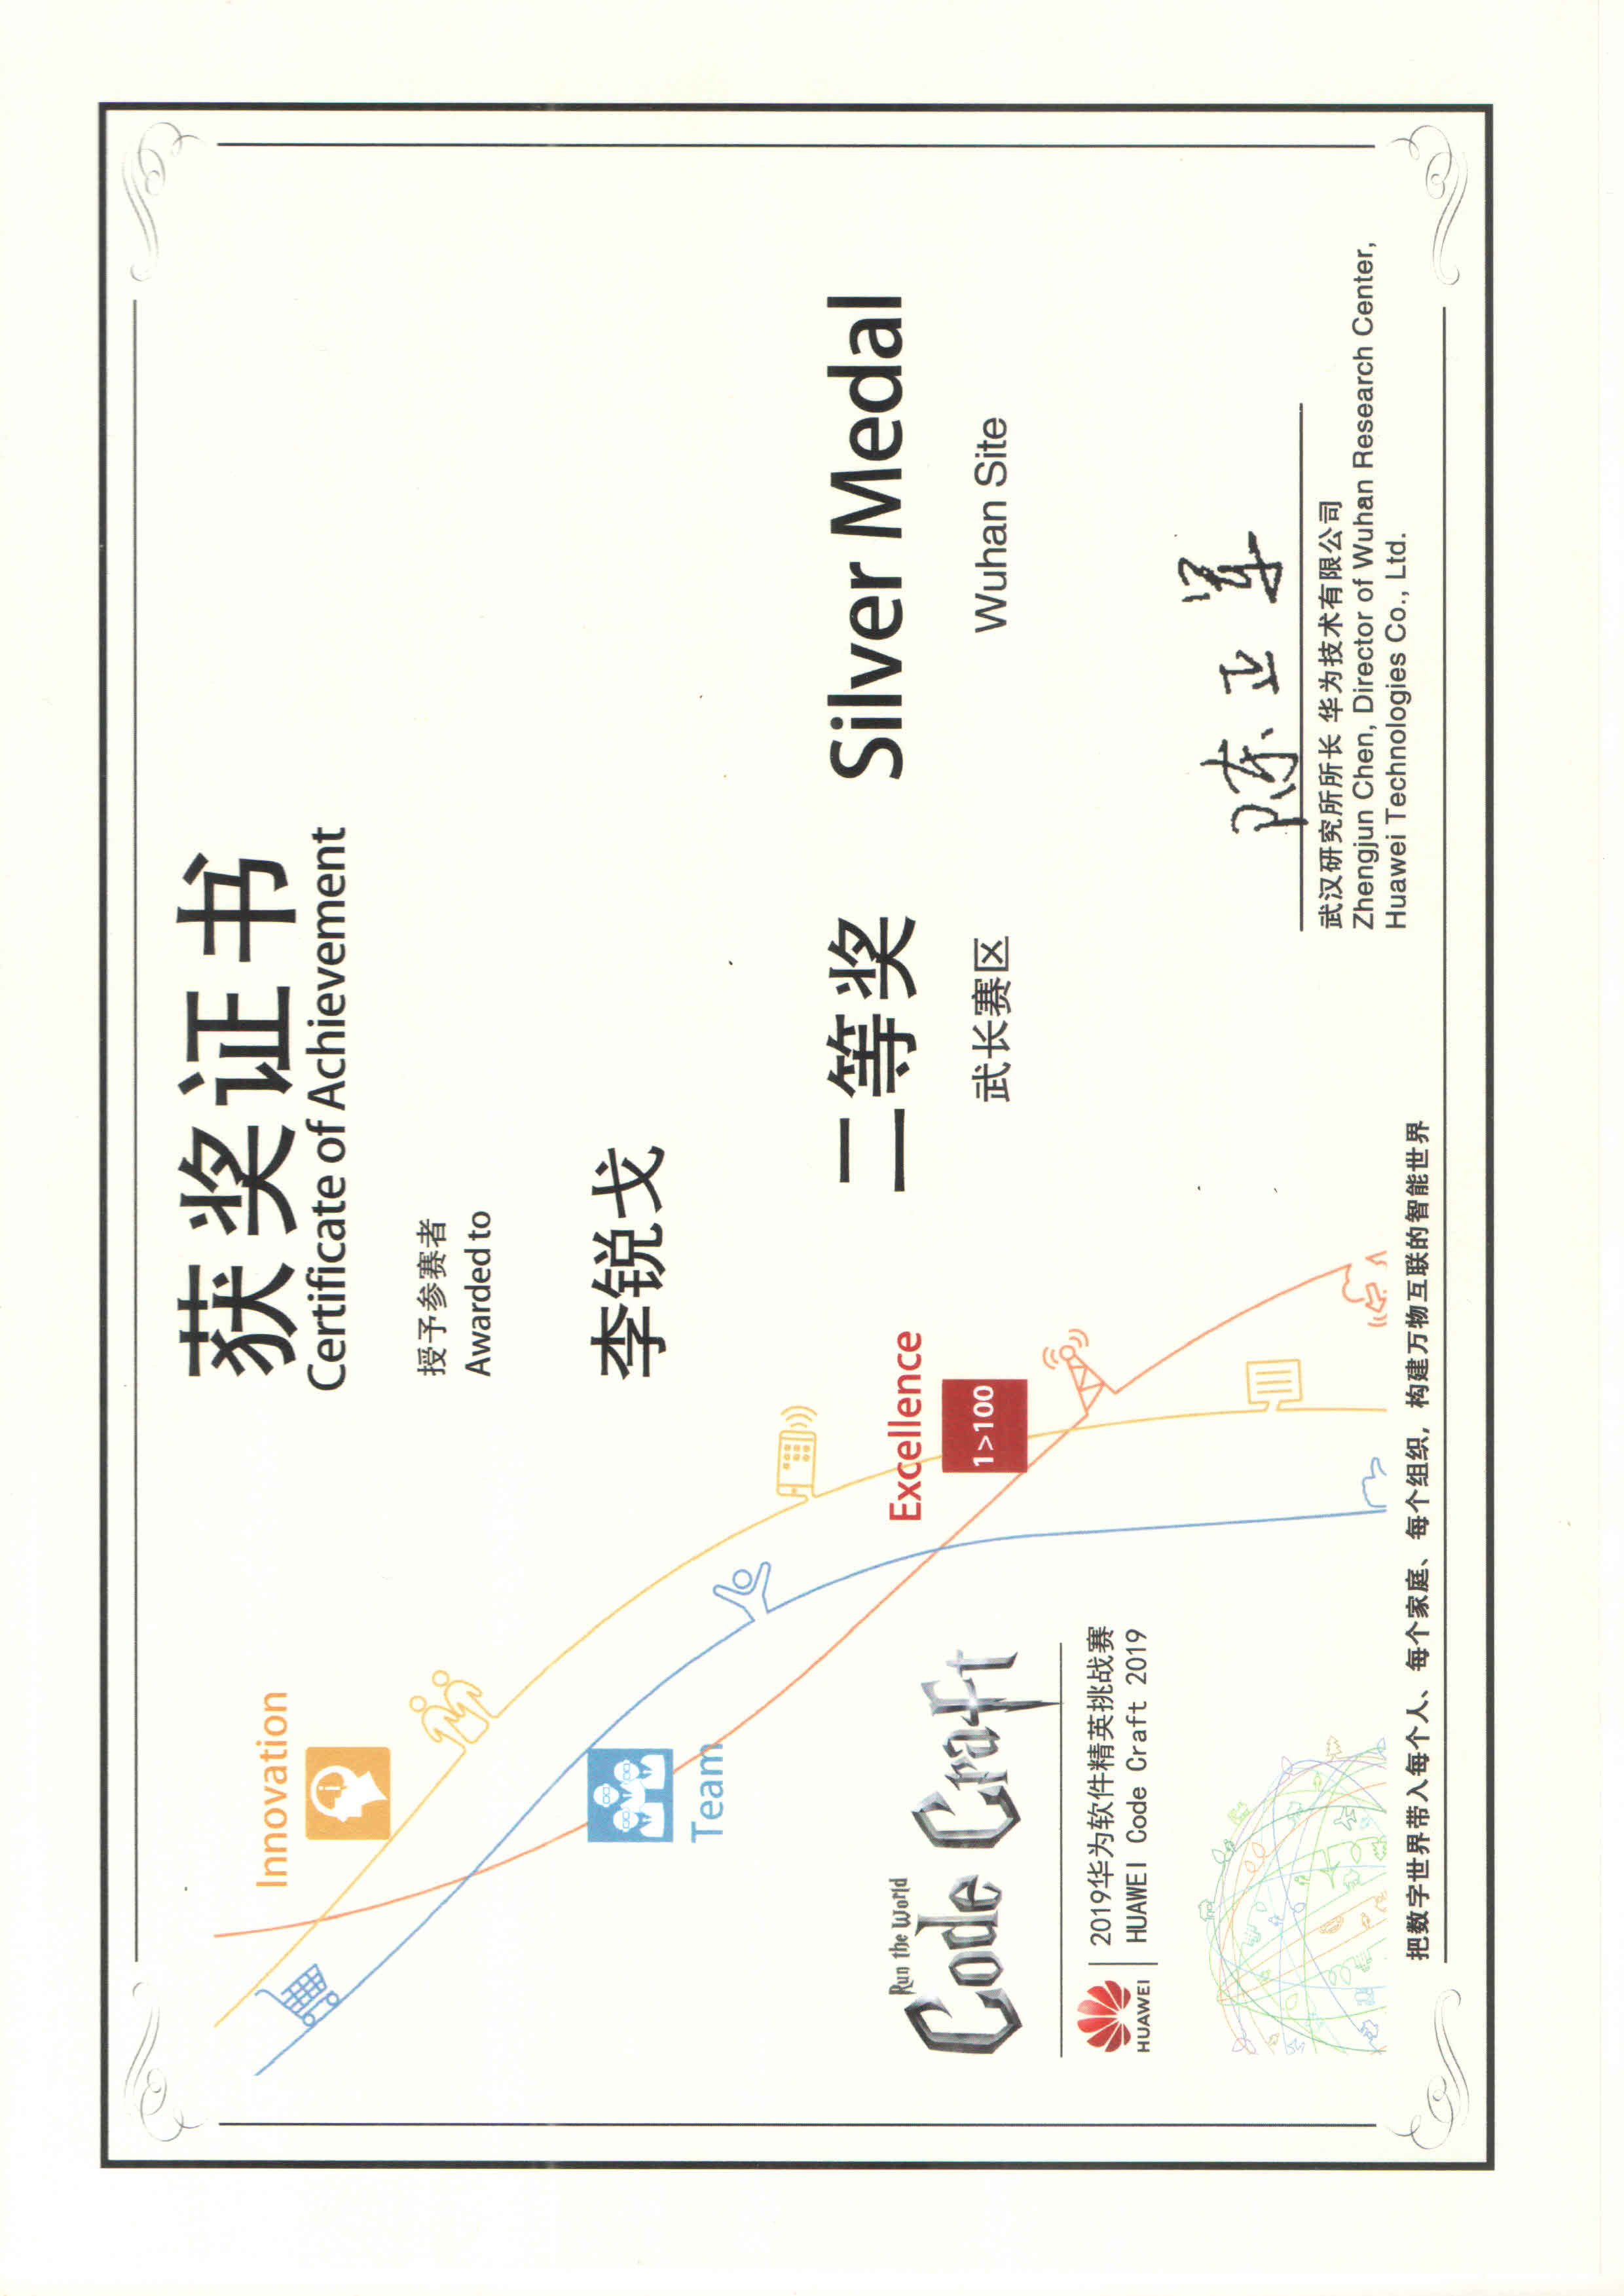 获奖证书
Certificate of Achievement
授予参赛者
Awarded to
李锐戈
Innovation
Team
Excellence
1>100
二等奖 Silver Medal
武长赛区 Wuhan Site
Run the World
Code Craft
HUAWEI
2019华为软件精英挑战赛
HUAWEI Code Craft 2019
陈正军
武汉研究所所长 华为技术有限公司
Zhengjun Chen, Director of Wuhan Research Center,
Huawei Technologies Co., Ltd.
把数字世界带入每个人、每个家庭、每个组织，构建万物互联的智能世界